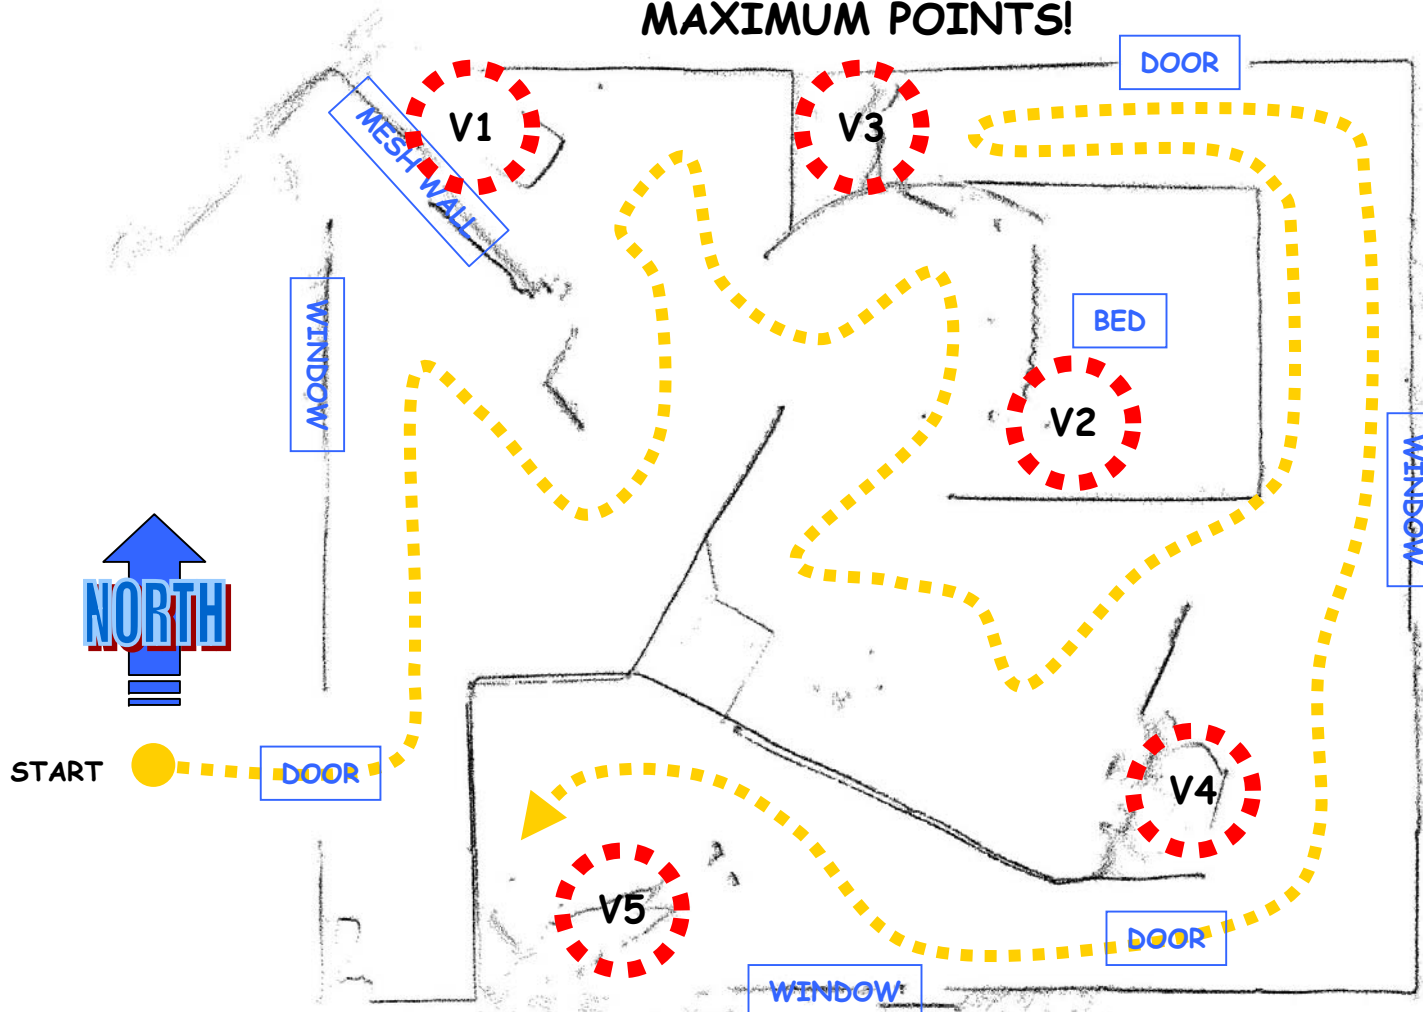 MAXIMUM POINTS!
DOOR
V1
V3
MESH WALL
WINDOW
BED
V2
WINDOW
NORTH
START
DOOR
V4
V5
DOOR
WINDOW